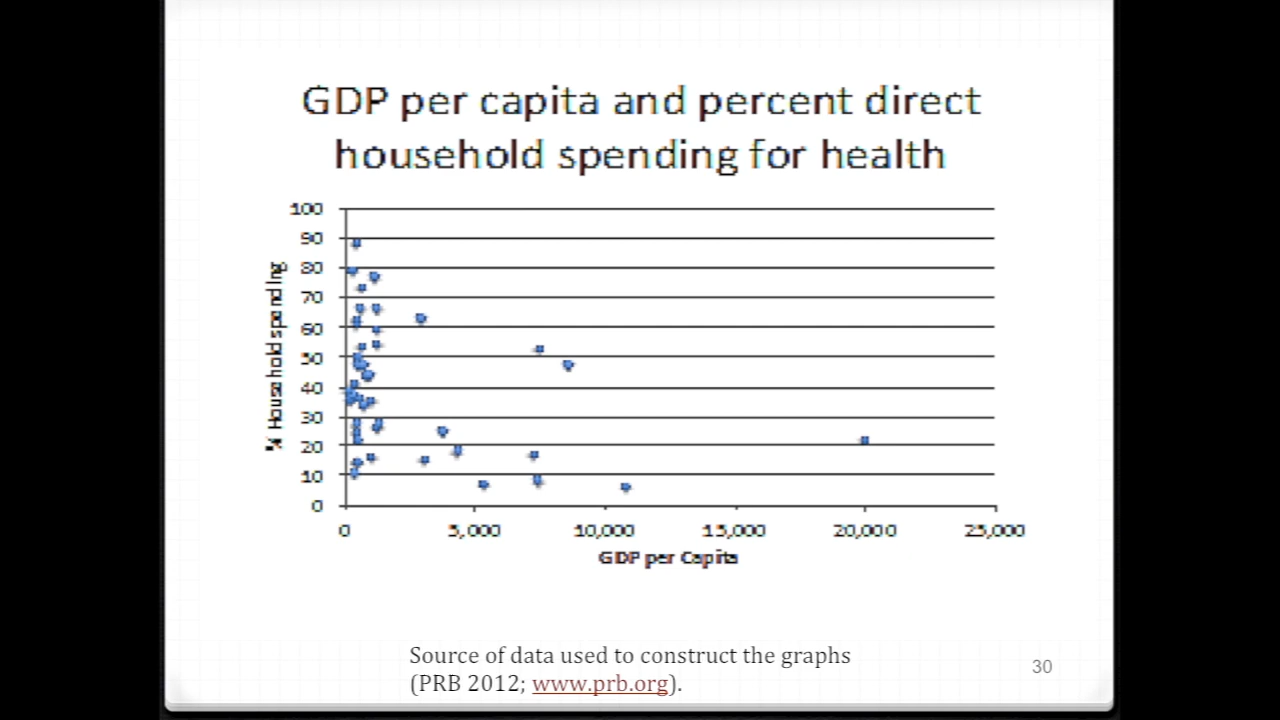 GDP per capita and percent direct
household spending for health
100
90
80
70
60
50
40
30
20
10
0
% Household spending
0 5,000 10,000 15,000 20,000 25,000
GDP per Capita
Source of data used to construct the graphs
(PRB 2012; www.prb.org).
30